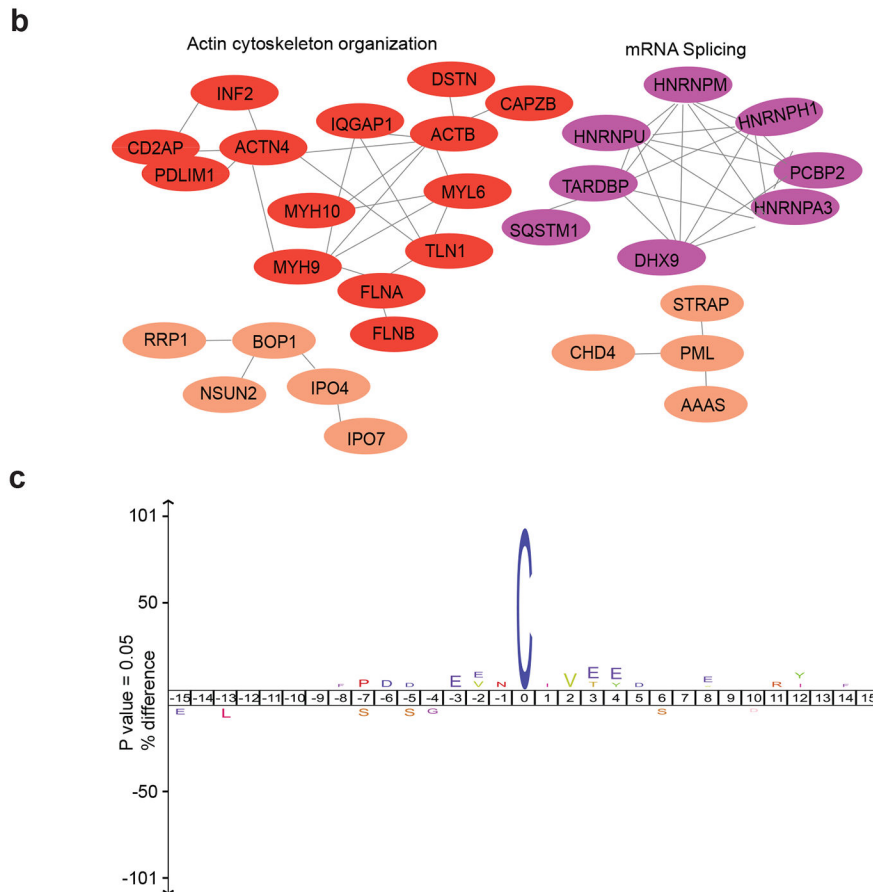 b
Actin cytoskeleton organization
mRNA Splicing
DSTN
HNRNPM
INF2
CAPZB
IQGAP1
ACTB
HNRNPH1
HNRNPU
CD2AP
ACTN4
PDLIM1
PCBP2
TARDBP
MYL6
HNRNPA3
MYH10
SQSTM1
TLN1
DHX9
MYH9
FLNA
STRAP
FLNB
RRP1
BOP1
CHD4
PML
NSUN2
IPO4
AAAS
IPO7
c
101
50
-50
-101
P value = 0.05
% difference
C
Y
E E E E
F P D D E V N I V T Y D R I F
-15 -14 -13 -12 -11 -10 -9 -8 -7 -6 -5 -4 -3 -2 -1 0 1 2 3 4 5 6 7 8 9 10 11 12 13 14 15
E L S S G S